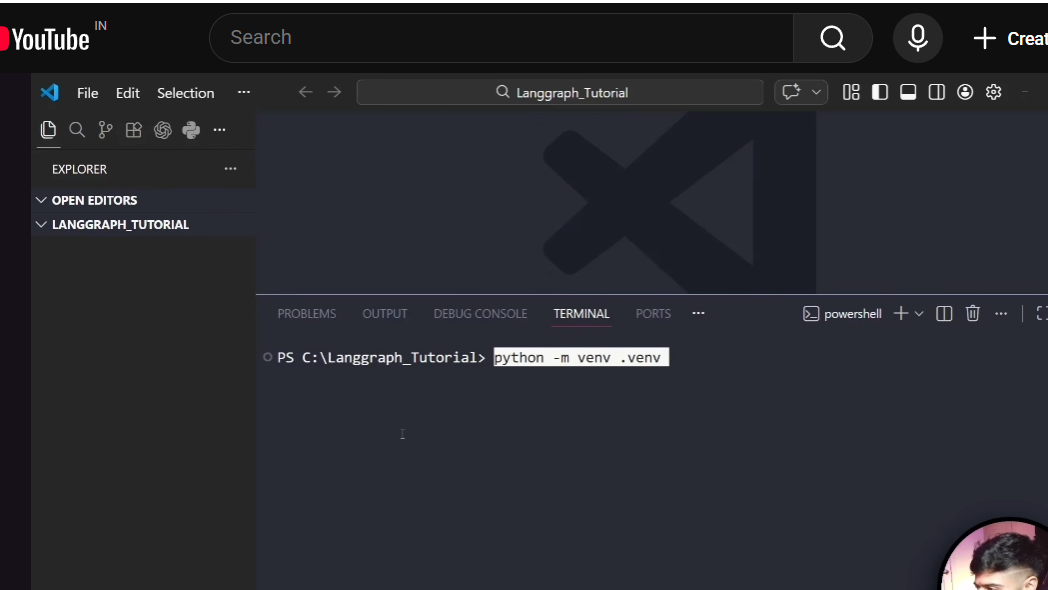 YouTube IN
Search
Creat
File Edit Selection ...
Langgraph_Tutorial
EXPLORER
OPEN EDITORS
LANGGRAPH_TUTORIAL
PROBLEMS OUTPUT DEBUG CONSOLE TERMINAL PORTS ... powershell
PS C:\Langgraph_Tutorial> python -m venv .venv